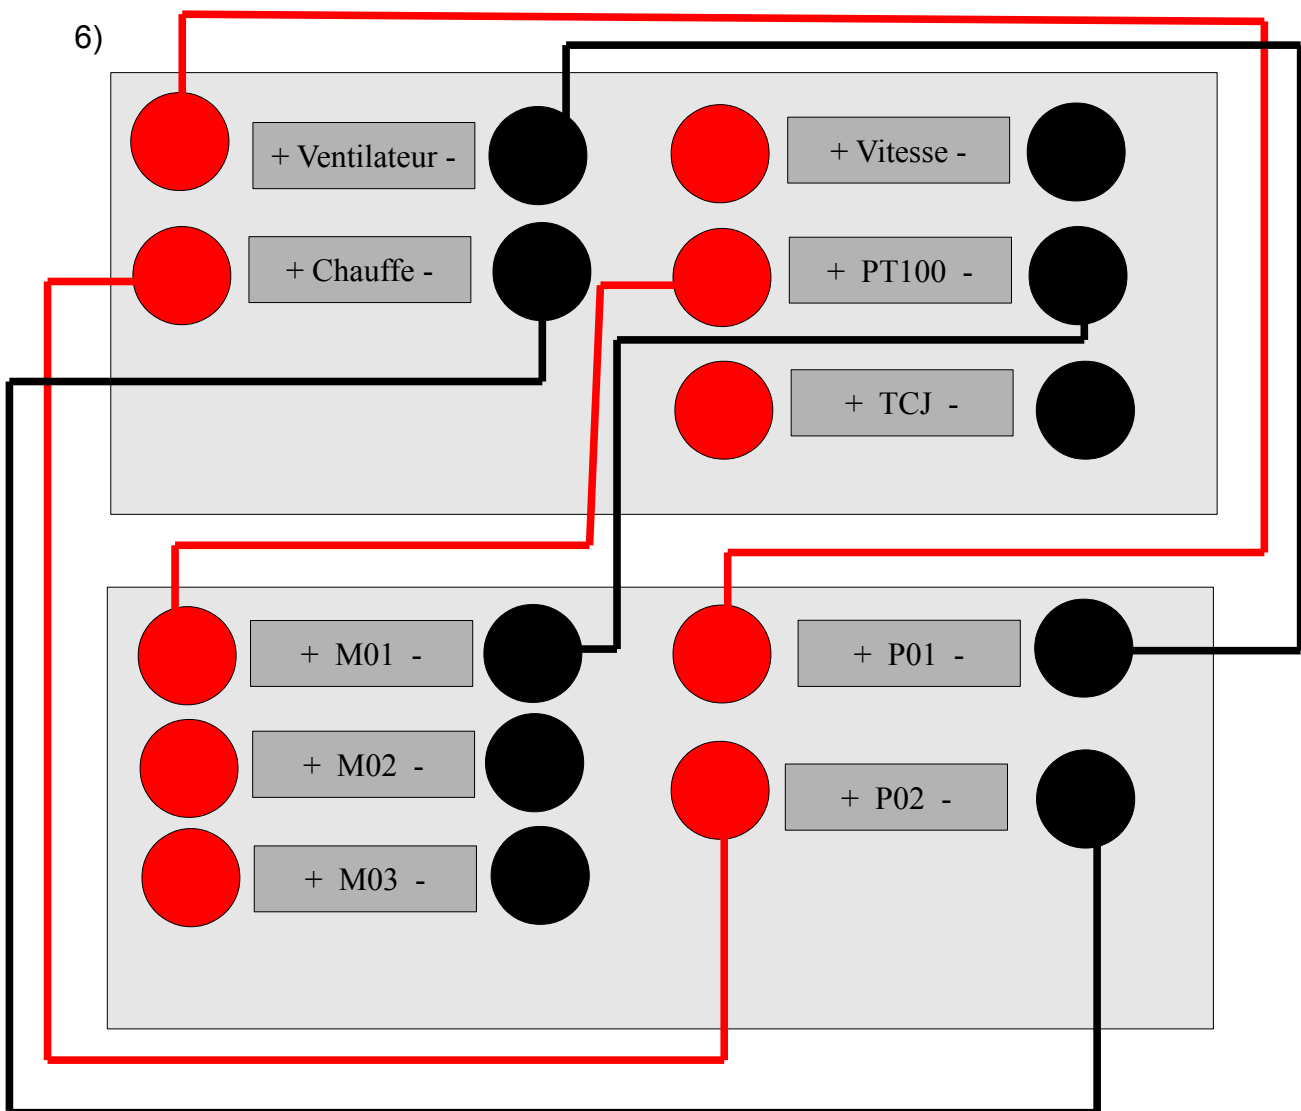 6)
+ Ventilateur -
+ Vitesse -
+ Chauffe -
+ PT100 -
+ TCJ -
+ M01 -
+ P01 -
+ M02 -
+ P02 -
+ M03 -